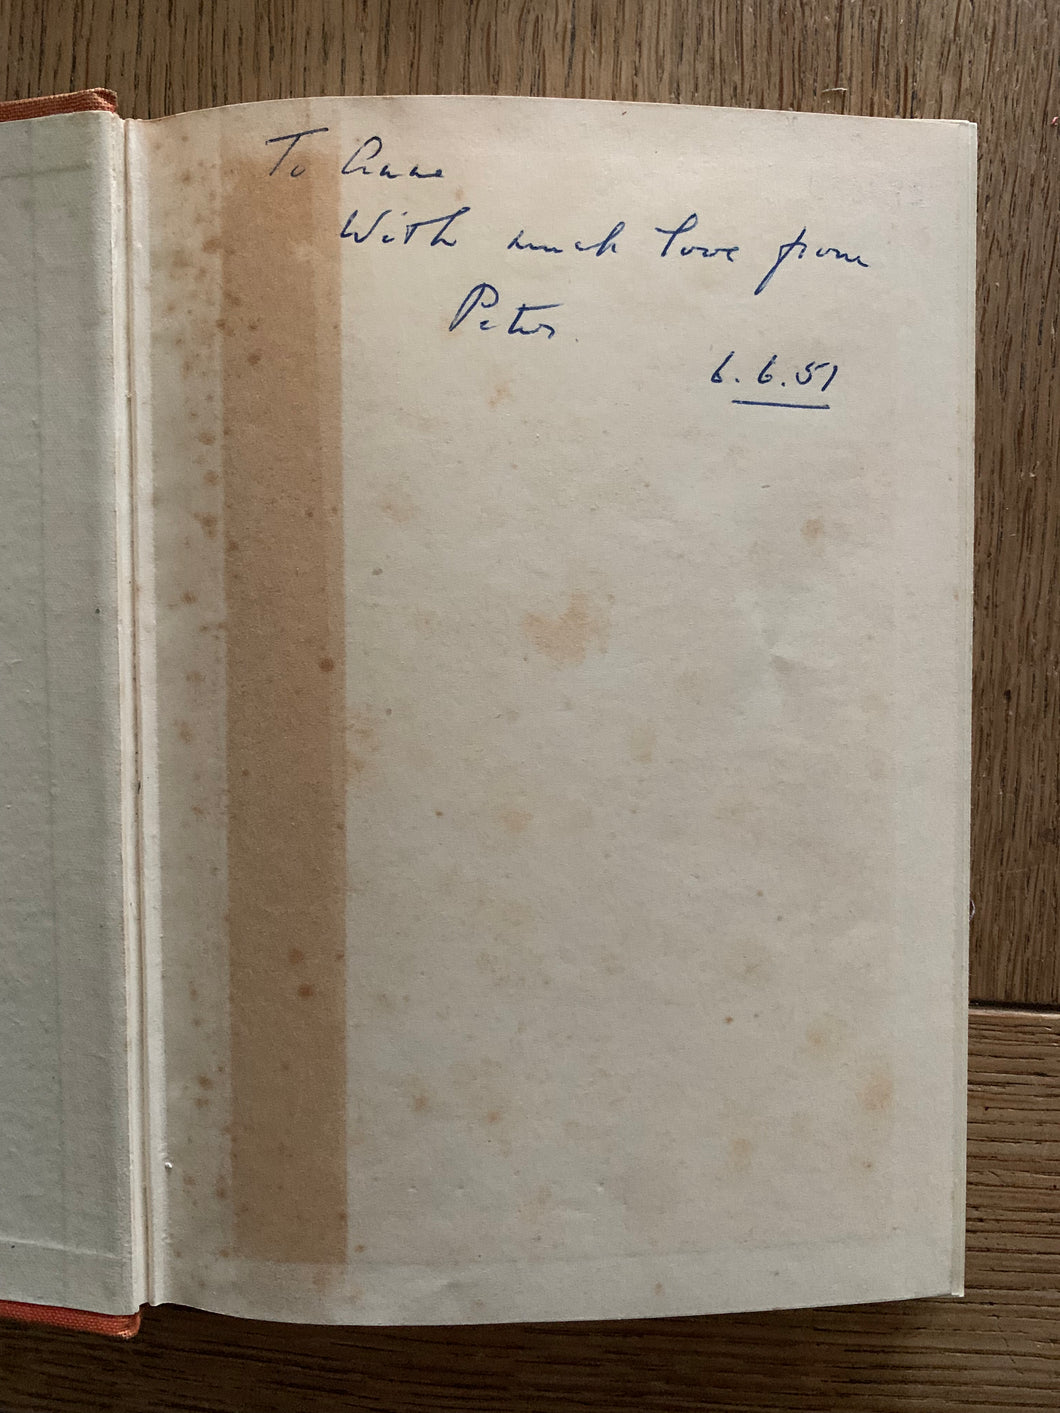 To Anne
With much love from
Peter.
6.6.51